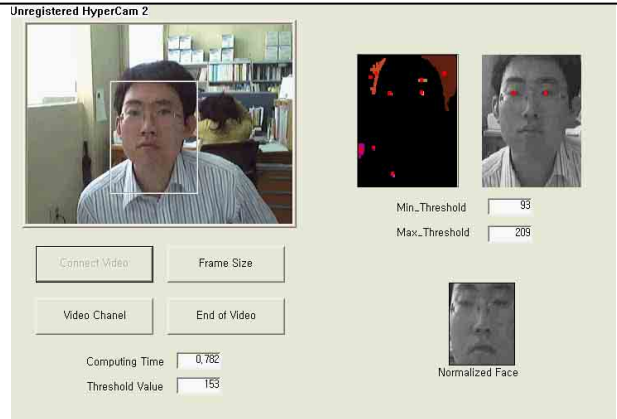 Unregistered HyperCam 2
Min_Threshold 93
Max_Threshold 209
Connect Video Frame Size
Video Chanel End of Video
Computing Time 0,782
Threshold Value 153
Normalized Face